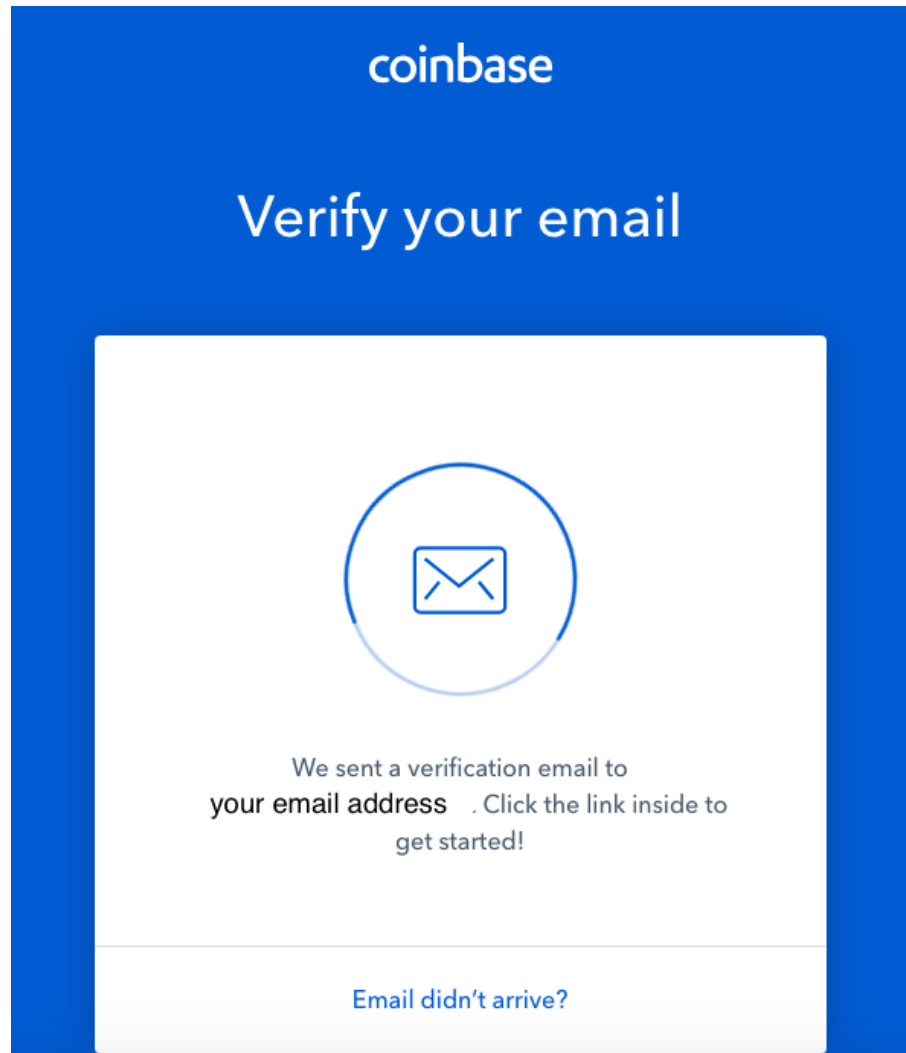 coinbase
Verify your email
We sent a verification email to
your email address . Click the link inside to
get started!
Email didn’t arrive?